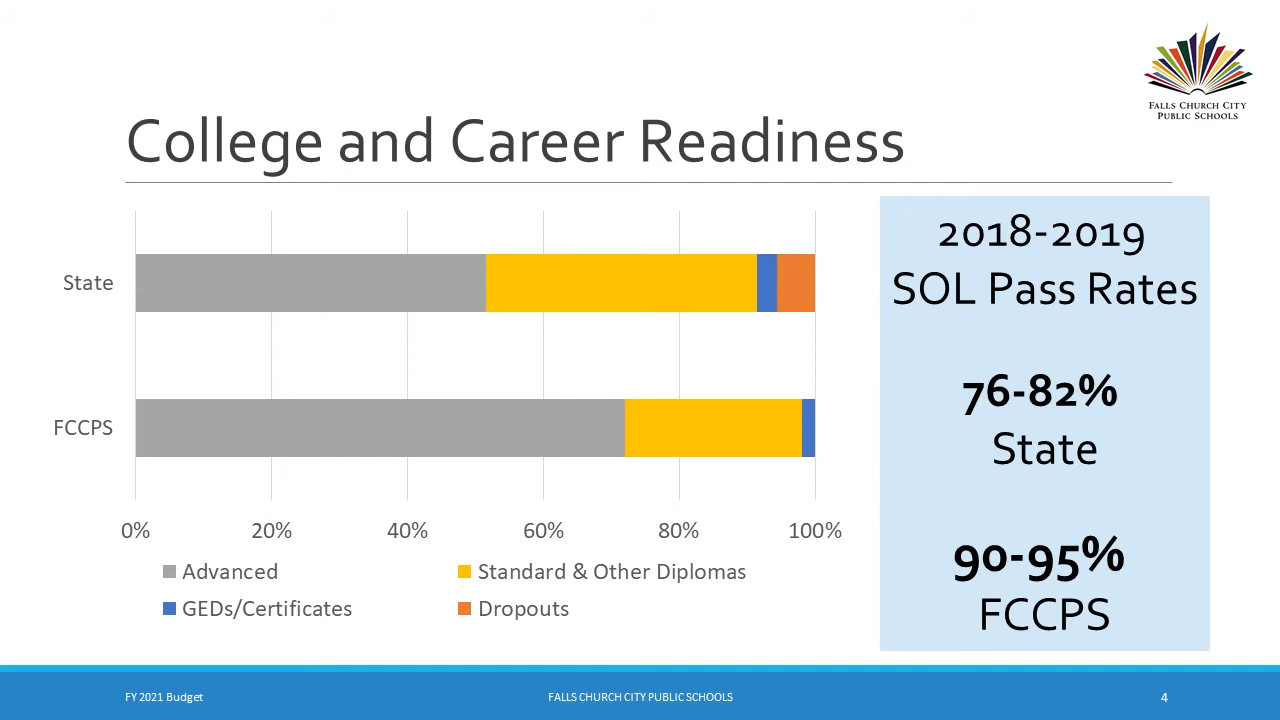 FALLS CHURCH CITY
PUBLIC SCHOOLS
College and Career Readiness
State
FCCPS
0% 20% 40% 60% 80% 100%
Advanced Standard & Other Diplomas
GEDs/Certificates Dropouts
2018-2019
SOL Pass Rates
76-82%
State
90-95%
FCCPS
FY 2021 Budget FALLS CHURCH CITY PUBLIC SCHOOLS 4